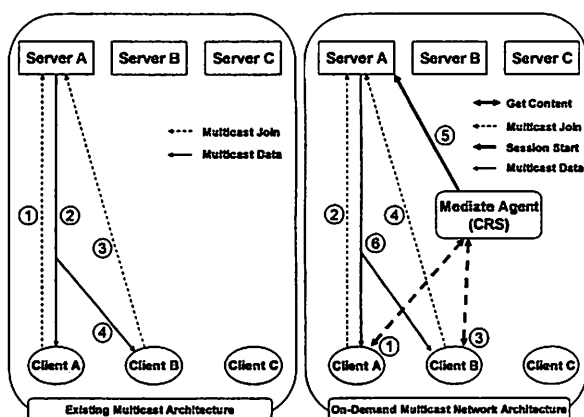 Server A
Server B
Server C
Multicast Join
Multicast Data
①
②
③
④
Client A
Client B
Client C
Existing Multicast Architecture
Server A
Server B
Server C
Get Content
Multicast Join
Session Start
Multicast Data
⑤
②
④
Mediate Agent
(CRS)
⑥
①
③
Client A
Client B
Client C
On-Demand Multicast Network Architecture